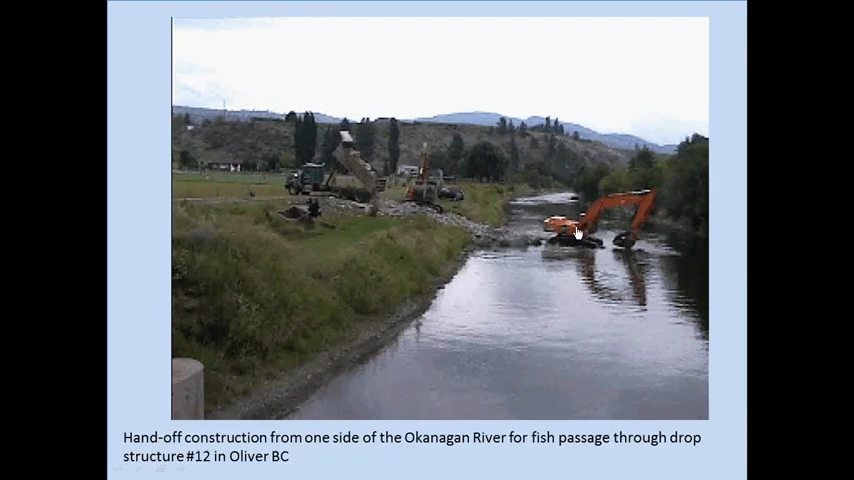 Hand-off construction from one side of the Okanagan River for fish passage through drop
structure #12 in Oliver BC